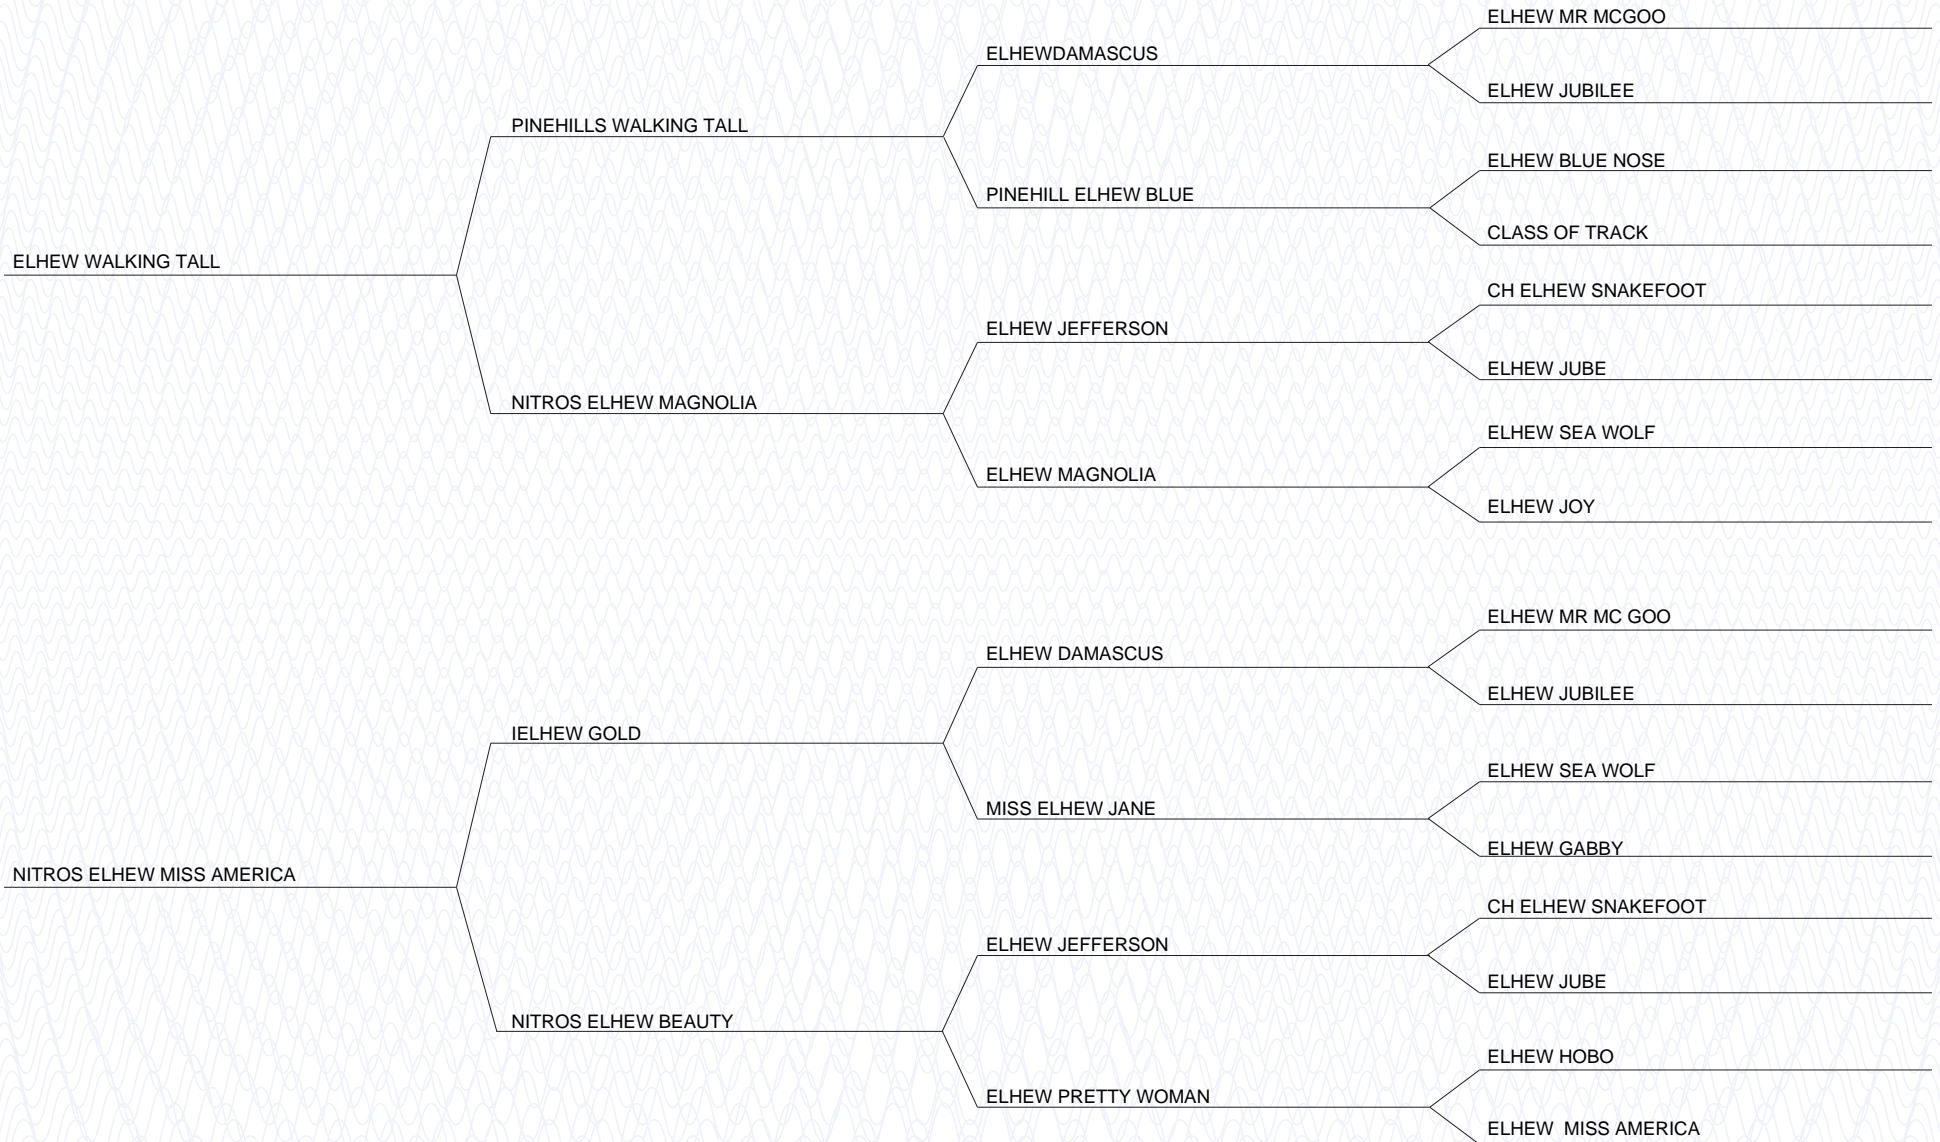 ELHEW MR MCGOO
ELHEWDAMASCUS
ELHEW JUBILEE
PINEHILLS WALKING TALL
ELHEW BLUE NOSE
PINEHILL ELHEW BLUE
CLASS OF TRACK
ELHEW WALKING TALL
CH ELHEW SNAKEFOOT
ELHEW JEFFERSON
ELHEW JUBE
NITROS ELHEW MAGNOLIA
ELHEW SEA WOLF
ELHEW MAGNOLIA
ELHEW JOY
ELHEW MR MC GOO
ELHEW DAMASCUS
ELHEW JUBILEE
IELHEW GOLD
ELHEW SEA WOLF
MISS ELHEW JANE
ELHEW GABBY
NITROS ELHEW MISS AMERICA
CH ELHEW SNAKEFOOT
ELHEW JEFFERSON
ELHEW JUBE
NITROS ELHEW BEAUTY
ELHEW HOBO
ELHEW PRETTY WOMAN
ELHEW  MISS AMERICA